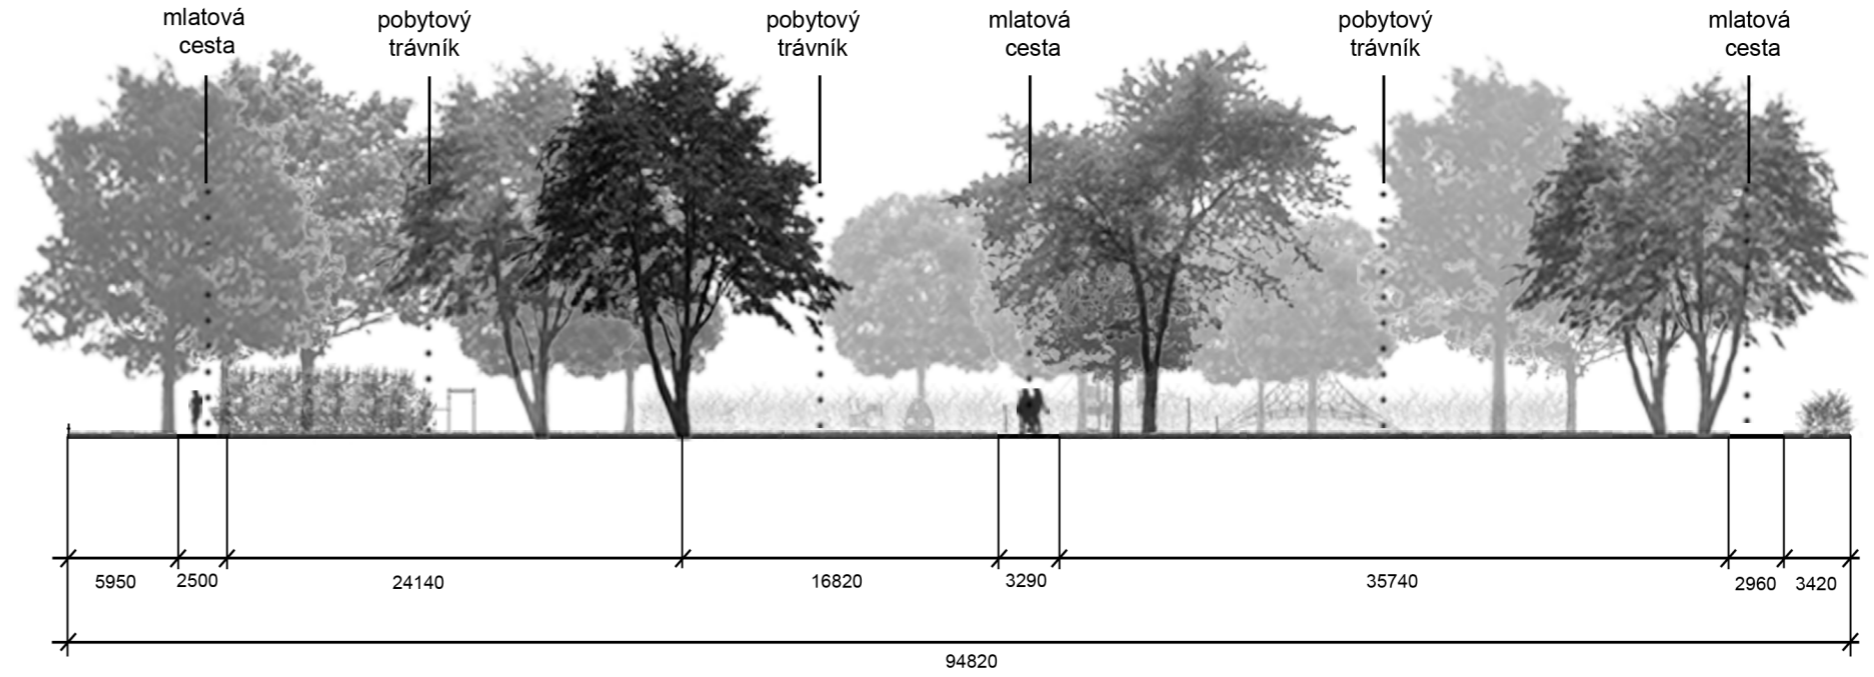 mlatová
cesta
pobytový
trávník
pobytový
trávník
mlatová
cesta
pobytový
trávník
mlatová
cesta
5950
2500
24140
16820
3290
35740
2960
3420
94820